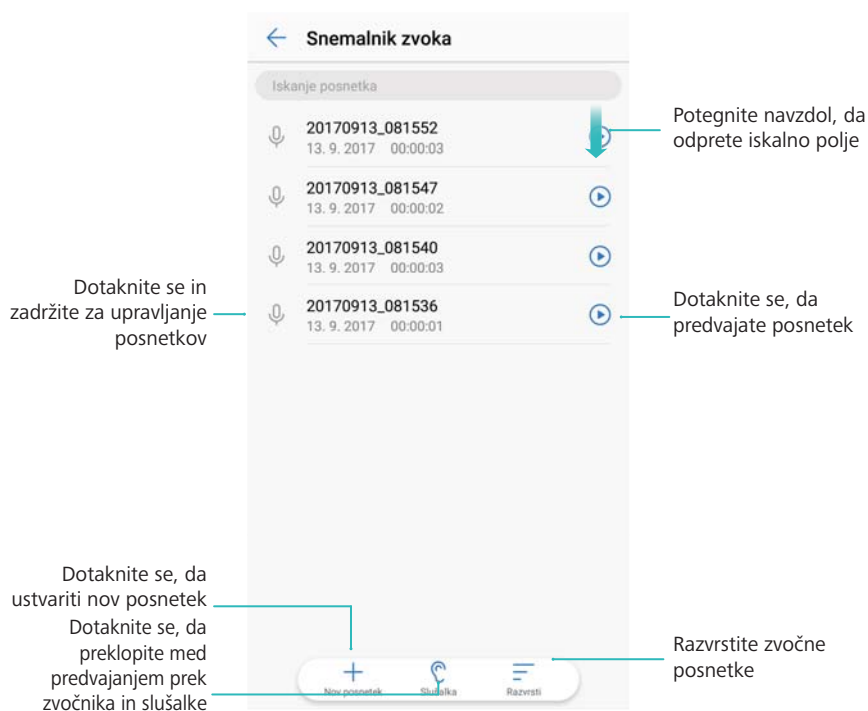 Snemalnik zvoka
Iskanje posnetka
20170913_081552
13. 9. 2017 00:00:03
Potegnite navzdol, da
odprete iskalno polje
20170913_081547
13. 9. 2017 00:00:02
20170913_081540
13. 9. 2017 00:00:03
Dotaknite se in
zadržite za upravljanje
posnetkov
20170913_081536
13. 9. 2017 00:00:01
Dotaknite se, da
predvajate posnetek
Dotaknite se, da
ustvariti nov posnetek
Dotaknite se, da
preklopite med
predvajanjem prek
zvočnika in slušalke
Razvrstite zvočne
posnetke
Nov posnetek
Slušalka
Razvrsti